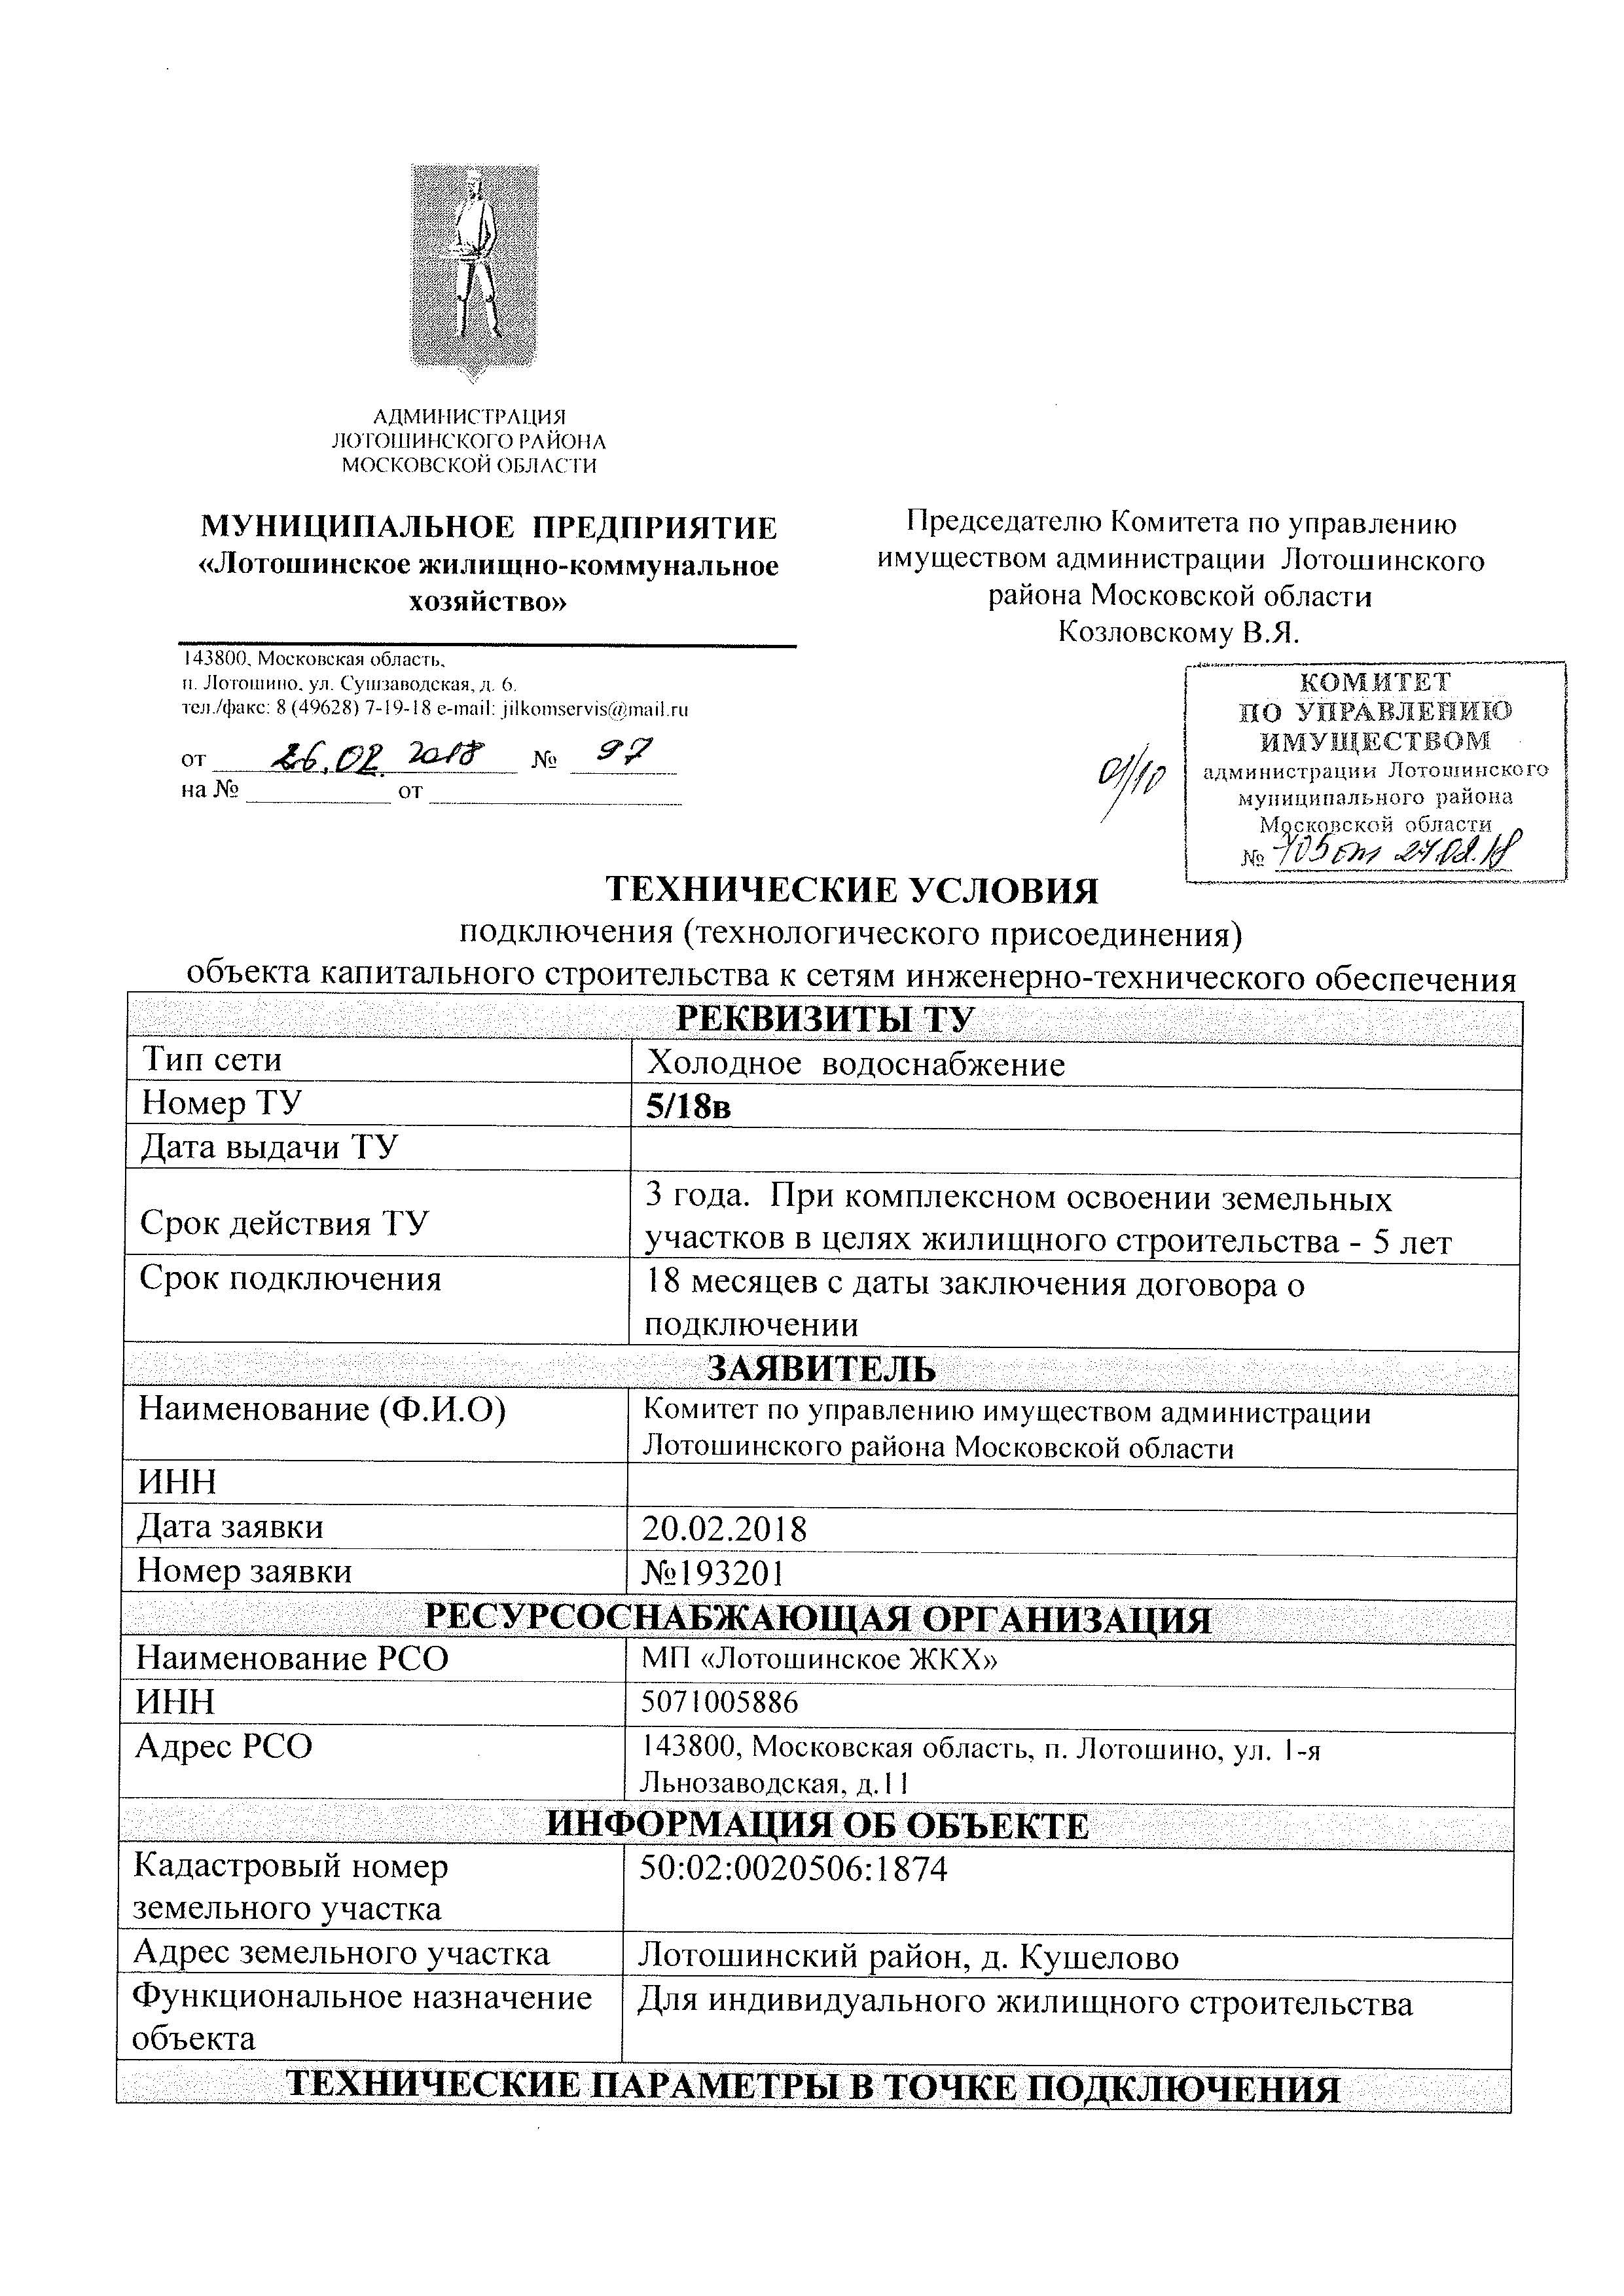 АДМИНИСТРАЦИЯ
ЛОТОШИНСКОГО РАЙОНА
МОСКОВСКОЙ ОБЛАСТИ
МУНИЦИПАЛЬНОЕ ПРЕДПРИЯТИЕ
«Лотошинское жилищно-коммунальное
хозяйство»
143800, Московская область,
п. Лотошино, ул. Сушзаводская, д. 6.
тел./факс: 8 (49628) 7-19-18 e-mail: jilkomservis@mail.ru
от 26.02.2018 № 97
на № от
Председателю Комитета по управлению
имуществом администрации Лотошинского
района Московской области
Козловскому В.Я.
01/10
КОМИТЕТ
ПО УПРАВЛЕНИЮ
ИМУЩЕСТВОМ
администрации Лотошинского
муниципального района
Московской области
№ 705 от 27.02.18
ТЕХНИЧЕСКИЕ УСЛОВИЯ
подключения (технологического присоединения)
объекта капитального строительства к сетям инженерно-технического обеспечения
РЕКВИЗИТЫ ТУ
Тип сети Холодное водоснабжение
Номер ТУ 5/18в
Дата выдачи ТУ
Срок действия ТУ
3 года. При комплексном освоении земельных
участков в целях жилищного строительства - 5 лет
Срок подключения 18 месяцев с даты заключения договора о
подключении
ЗАЯВИТЕЛЬ
Наименование (Ф.И.О) Комитет по управлению имуществом администрации
Лотошинского района Московской области
ИНН
Дата заявки 20.02.2018
Номер заявки №193201
РЕСУРСОСНАБЖАЮЩАЯ ОРГАНИЗАЦИЯ
Наименование РСО МП «Лотошинское ЖКХ»
ИНН 5071005886
Адрес РСО 143800, Московская область, п. Лотошино, ул. 1-я
Льнозаводская, д.11
ИНФОРМАЦИЯ ОБ ОБЪЕКТЕ
Кадастровый номер 50:02:0020506:1874
земельного участка
Адрес земельного участка Лотошинский район, д. Кушелово
Функциональное назначение Для индивидуального жилищного строительства
объекта
ТЕХНИЧЕСКИЕ ПАРАМЕТРЫ В ТОЧКЕ ПОДКЛЮЧЕНИЯ